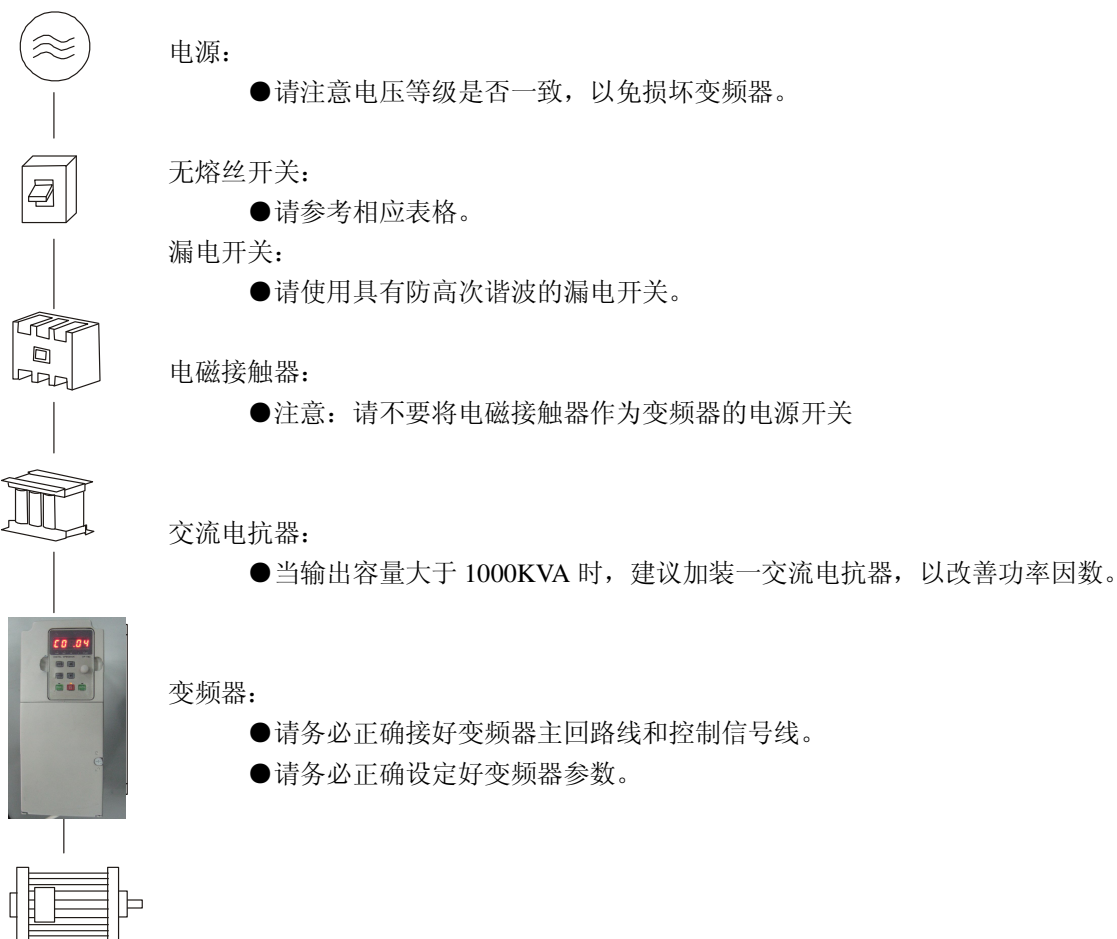 电源：
●请注意电压等级是否一致，以免损坏变频器。
无熔丝开关：
●请参考相应表格。
漏电开关：
●请使用具有防高次谐波的漏电开关。
电磁接触器：
●注意：请不要将电磁接触器作为变频器的电源开关
交流电抗器：
●当输出容量大于 1000KVA 时，建议加装一交流电抗器，以改善功率因数。
C0.04
变频器：
●请务必正确接好变频器主回路线和控制信号线。
●请务必正确设定好变频器参数。